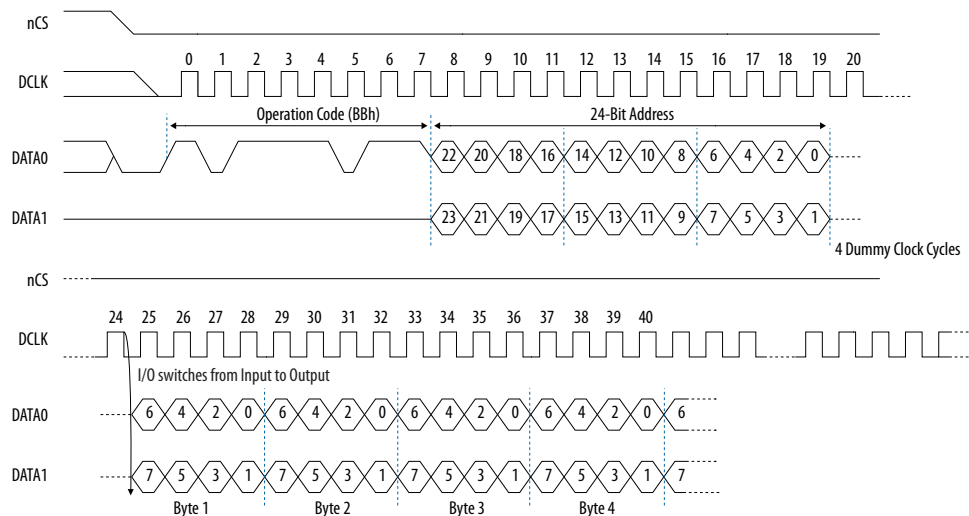 nCS
0 1 2 3 4 5 6 7 8 9 10 11 12 13 14 15 16 17 18 19 20
DCLK
Operation Code (BBh) 24-Bit Address
DATA0 22 20 18 16 14 12 10 8 6 4 2 0
DATA1 23 21 19 17 15 13 11 9 7 5 3 1
4 Dummy Clock Cycles
nCS
24 25 26 27 28 29 30 31 32 33 34 35 36 37 38 39 40
DCLK
I/O switches from Input to Output
DATA0 6 4 2 0 6 4 2 0 6 4 2 0 6 4 2 0 6
DATA1 7 5 3 1 7 5 3 1 7 5 3 1 7 5 3 1 7
Byte 1 Byte 2 Byte 3 Byte 4